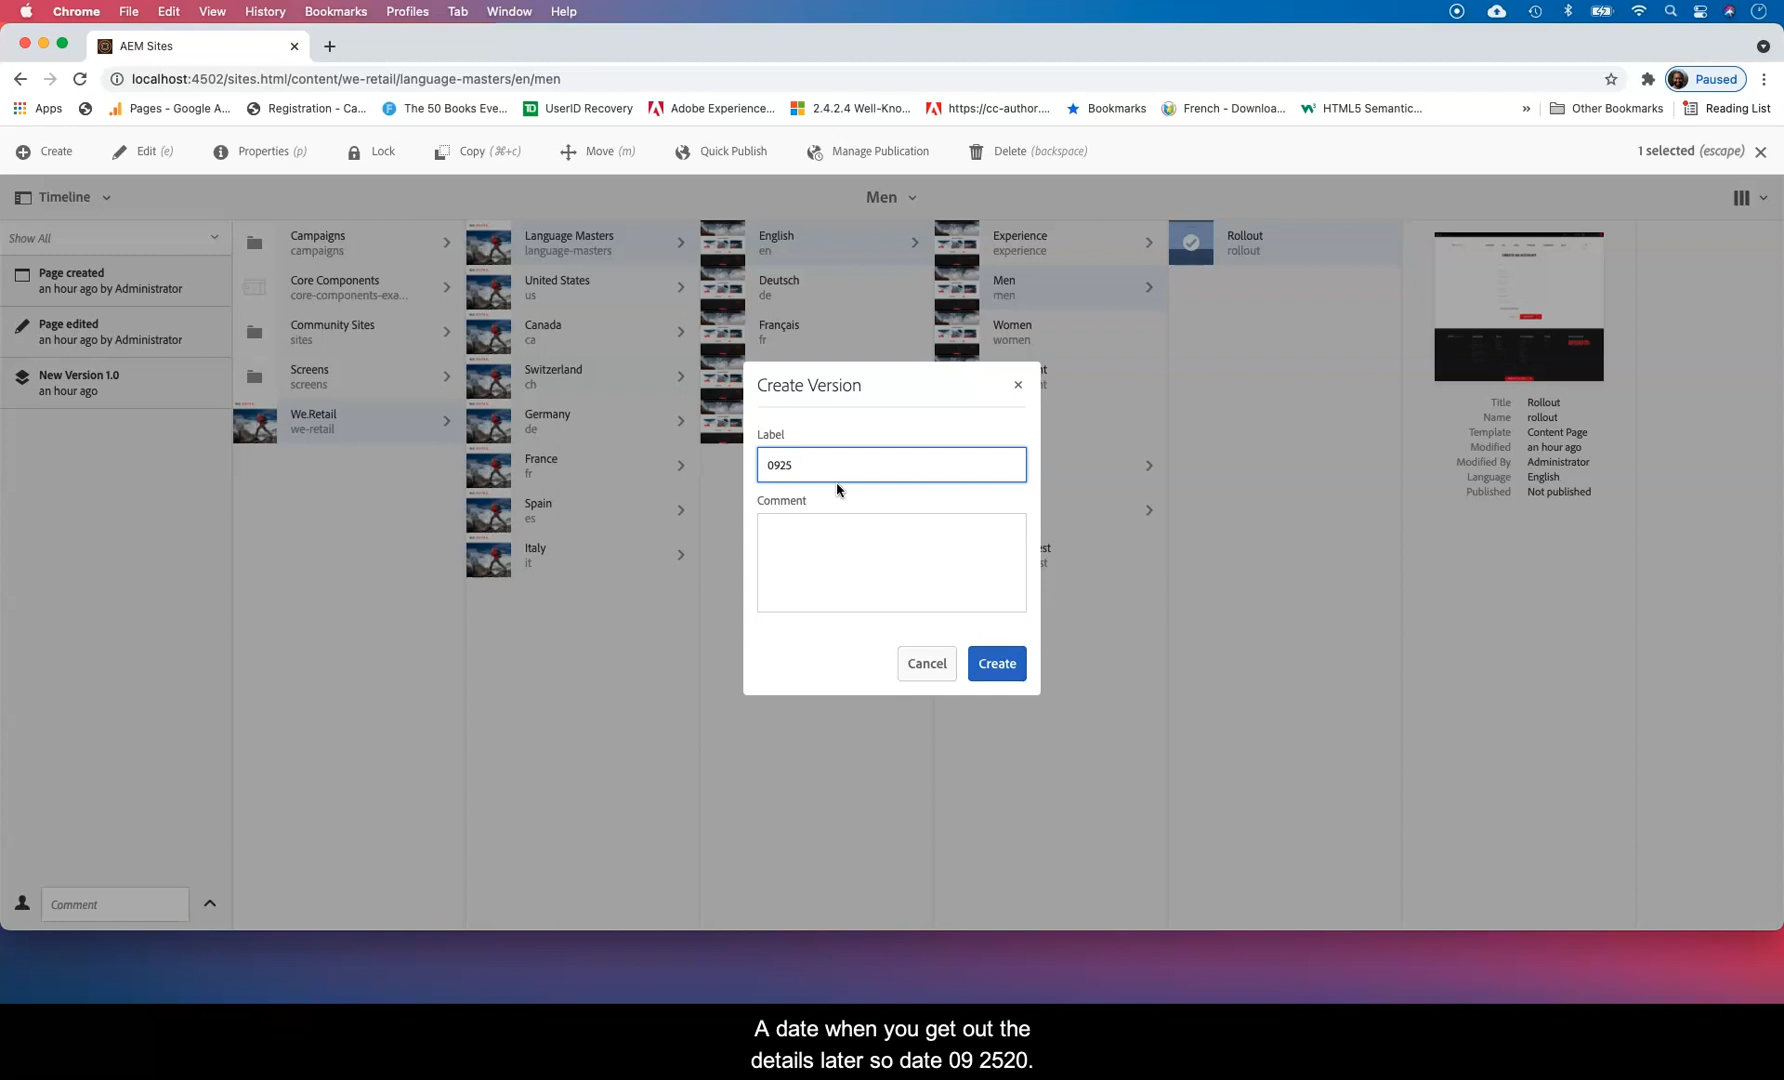 Chrome File Edit View History Bookmarks Profiles Tab Window Help
AEM Sites
localhost:4502/sites.html/content/we-retail/language-masters/en/men
Paused
Apps Pages - Google A... Registration - Ca... The 50 Books Eve... UserID Recovery Adobe Experience... 2.4.2.4 Well-Kno... https://cc-author.... Bookmarks French - Downloa... HTML5 Semantic... » Other Bookmarks Reading List
Create Edit (e) Properties (p) Lock Copy (⌘+c) Move (m) Quick Publish Manage Publication Delete (backspace) 1 selected (escape)
Timeline
Men
Show All
Page created
an hour ago by Administrator
Page edited
an hour ago by Administrator
New Version 1.0
an hour ago
Comment
Campaigns
campaigns
Core Components
core-components-exa...
Community Sites
sites
Screens
screens
We.Retail
we-retail
Language Masters
language-masters
United States
us
Canada
ca
Switzerland
ch
Germany
de
France
fr
Spain
es
Italy
it
English
en
Deutsch
de
Français
fr
Experience
experience
Men
men
Women
women
nt
nt
est
st
Rollout
rollout
Create Version
Label
0925
Comment
Cancel Create
Title Rollout
Name rollout
Template Content Page
Modified an hour ago
Modified By Administrator
Language English
Published Not published
A date when you get out the
details later so date 09 2520.